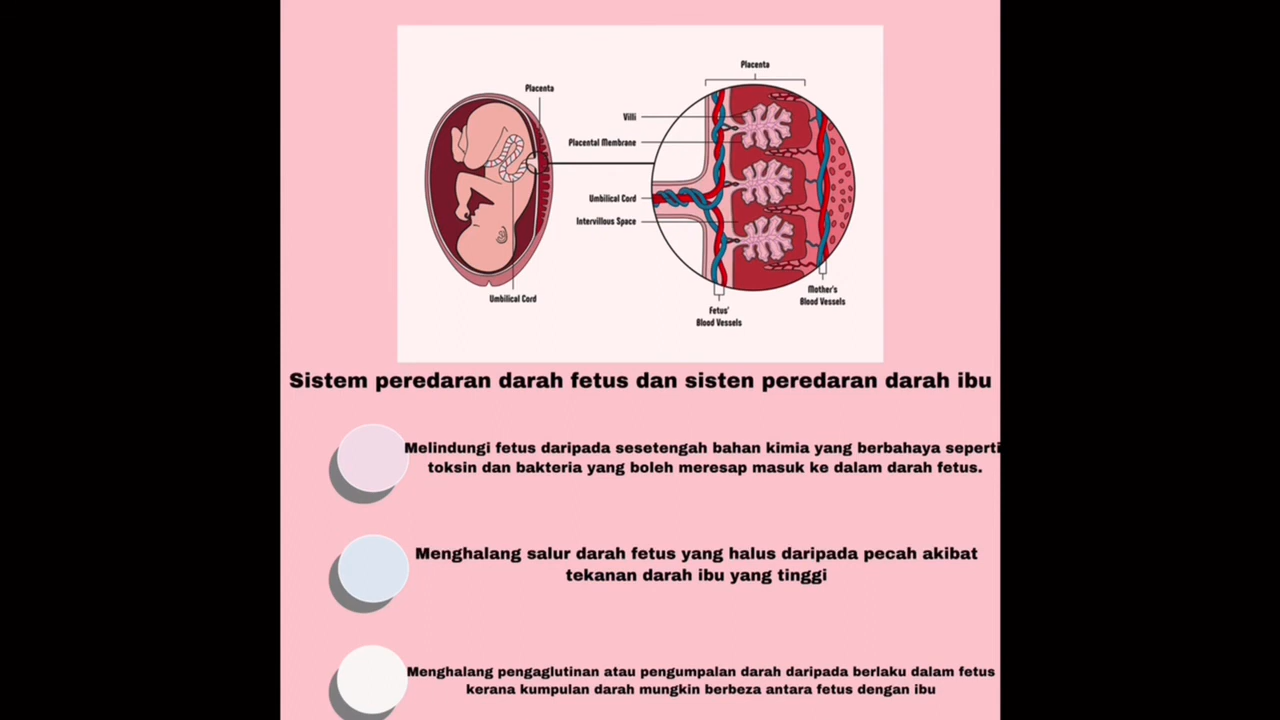 Placenta
Placenta
Villi
Placental Membrane
Umbilical Cord
Intervillous Space
Umbilical Cord
Fetus'
Blood Vessels
Mother's
Blood Vessels
Sistem peredaran darah fetus dan sisten peredaran darah ibu
Melindungi fetus daripada sesetengah bahan kimia yang berbahaya seperti
toksin dan bakteria yang boleh meresap masuk ke dalam darah fetus.
Menghalang salur darah fetus yang halus daripada pecah akibat
tekanan darah ibu yang tinggi
Menghalang pengaglutinan atau pengumpalan darah daripada berlaku dalam fetus
kerana kumpulan darah mungkin berbeza antara fetus dengan ibu